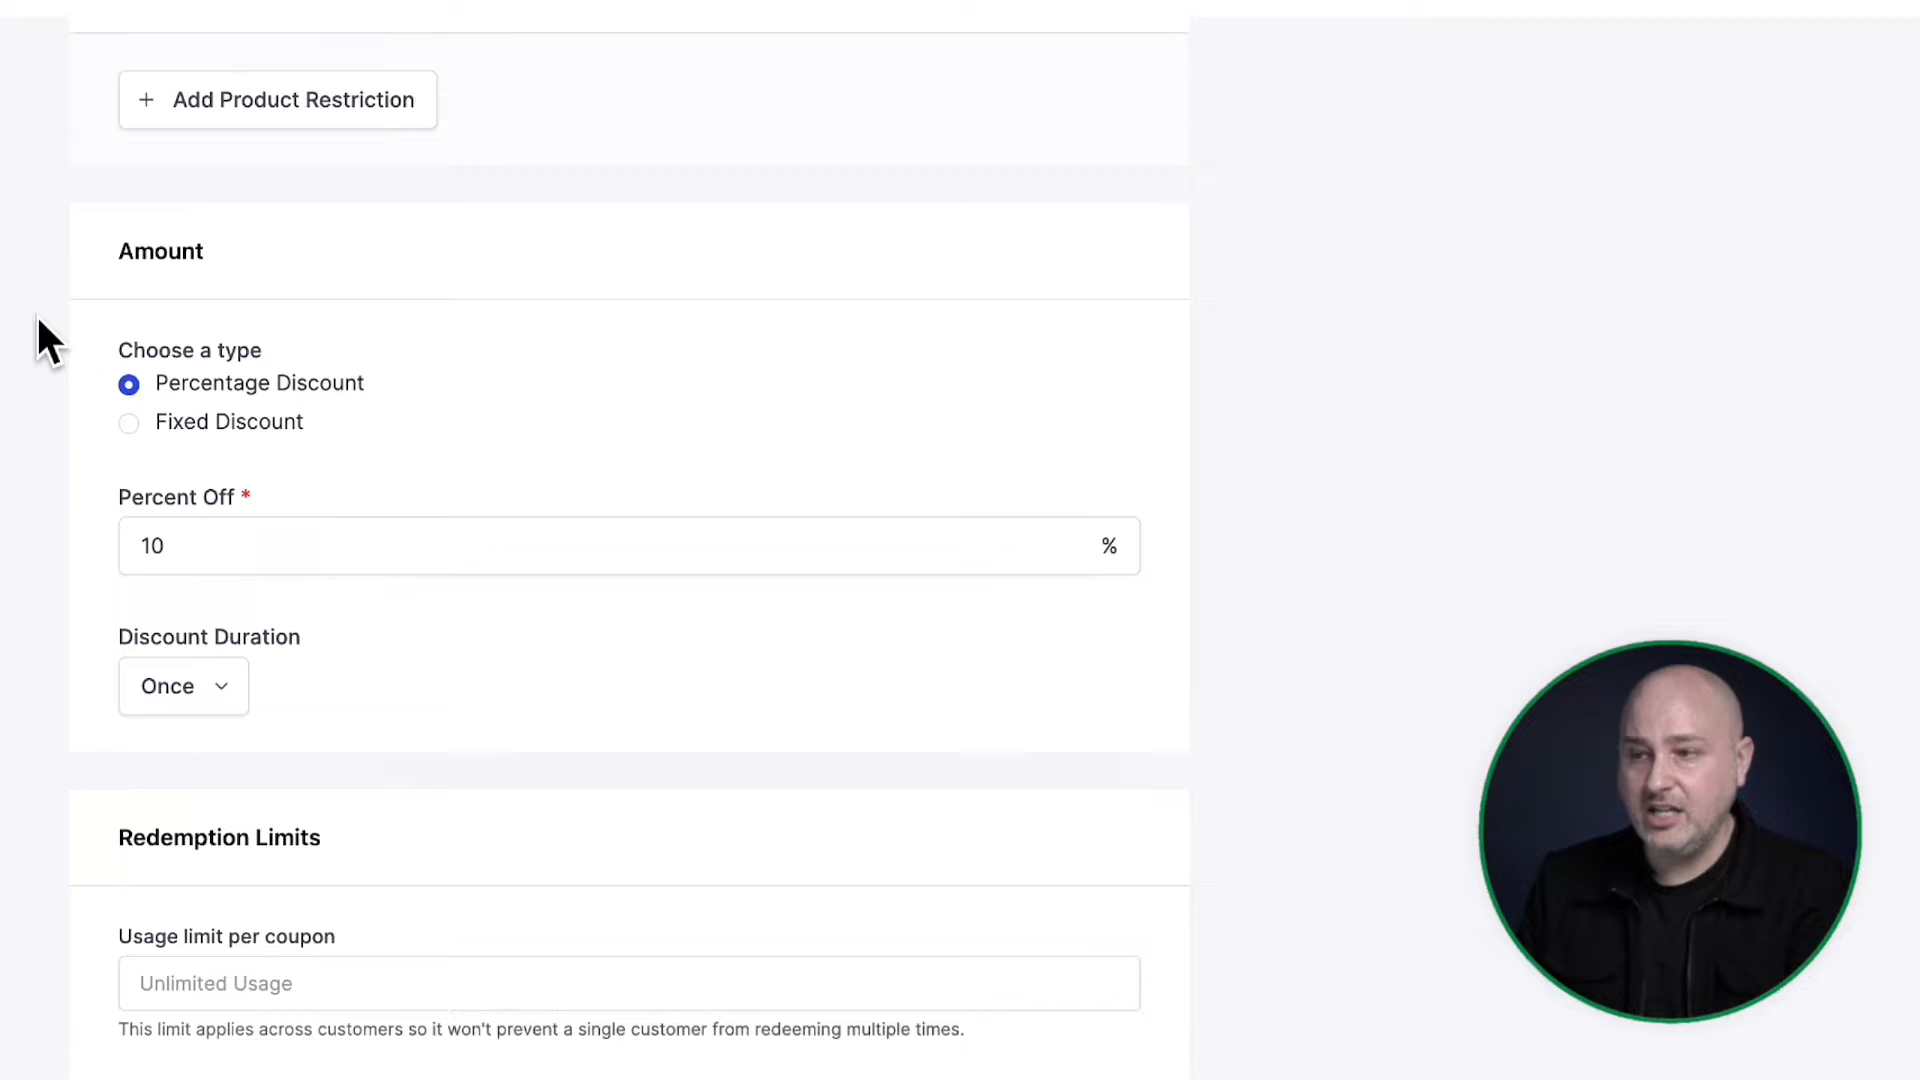 + Add Product Restriction
Amount
Choose a type
Percentage Discount
Fixed Discount
Percent Off *
10 %
Discount Duration
Once
Redemption Limits
Usage limit per coupon
Unlimited Usage
This limit applies across customers so it won't prevent a single customer from redeeming multiple times.